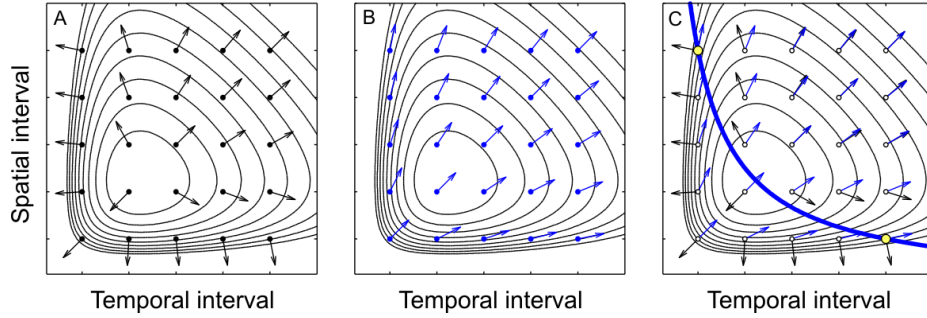 A
B
C
Spatial interval
Temporal interval
Temporal interval
Temporal interval